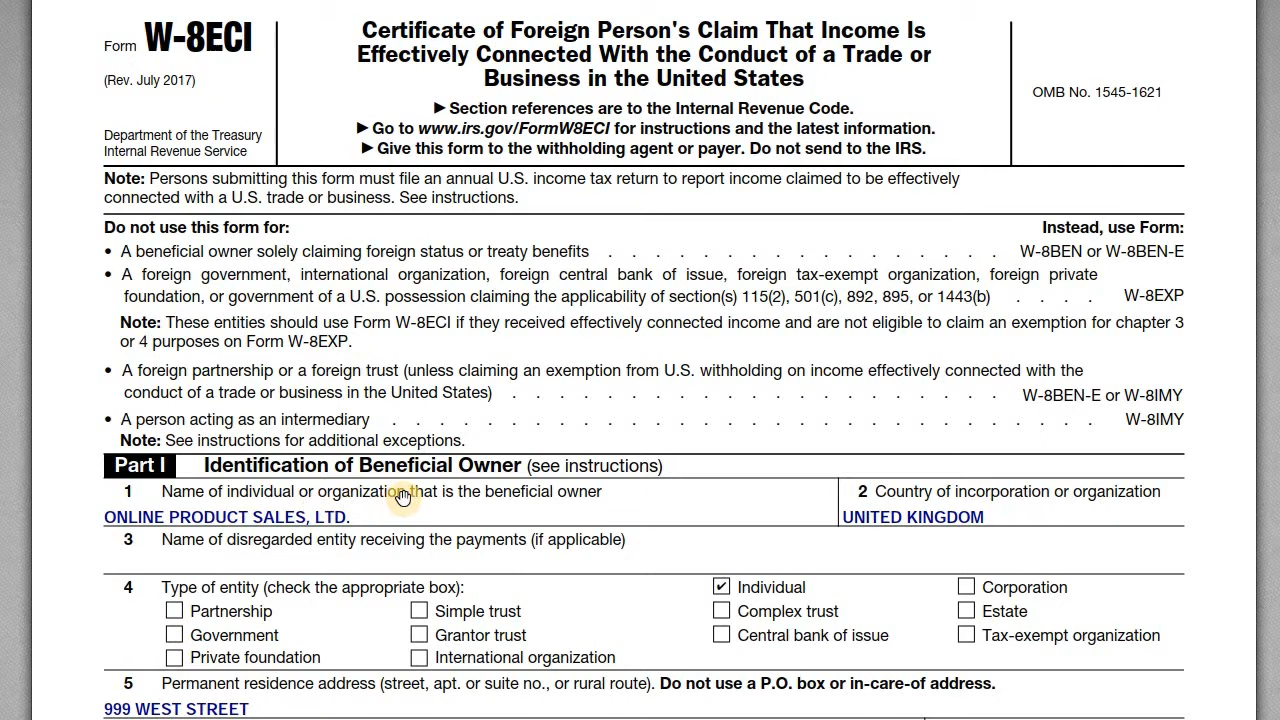 Form W-8ECI
(Rev. July 2017)
Department of the Treasury
Internal Revenue Service
Certificate of Foreign Person's Claim That Income Is
Effectively Connected With the Conduct of a Trade or
Business in the United States
▶ Section references are to the Internal Revenue Code.
▶ Go to www.irs.gov/FormW8ECI for instructions and the latest information.
▶ Give this form to the withholding agent or payer. Do not send to the IRS.
OMB No. 1545-1621
Note: Persons submitting this form must file an annual U.S. income tax return to report income claimed to be effectively
connected with a U.S. trade or business. See instructions.
Do not use this form for: Instead, use Form:
• A beneficial owner solely claiming foreign status or treaty benefits . . . . . . . . . . . . . . . . . W-8BEN or W-8BEN-E
• A foreign government, international organization, foreign central bank of issue, foreign tax-exempt organization, foreign private
foundation, or government of a U.S. possession claiming the applicability of section(s) 115(2), 501(c), 892, 895, or 1443(b) . . . . W-8EXP
Note: These entities should use Form W-8ECI if they received effectively connected income and are not eligible to claim an exemption for chapter 3
or 4 purposes on Form W-8EXP.
• A foreign partnership or a foreign trust (unless claiming an exemption from U.S. withholding on income effectively connected with the
conduct of a trade or business in the United States) . . . . . . . . . . . . . . . . . . . . . W-8BEN-E or W-8IMY
• A person acting as an intermediary . . . . . . . . . . . . . . . . . . . . . . . . . . . . . W-8IMY
Note: See instructions for additional exceptions.
Part I Identification of Beneficial Owner (see instructions)
1 Name of individual or organization that is the beneficial owner
ONLINE PRODUCT SALES, LTD.
2 Country of incorporation or organization
UNITED KINGDOM
3 Name of disregarded entity receiving the payments (if applicable)
4 Type of entity (check the appropriate box): ✔ Individual Corporation
Partnership Simple trust Complex trust Estate
Government Grantor trust Central bank of issue Tax-exempt organization
Private foundation International organization
5 Permanent residence address (street, apt. or suite no., or rural route). Do not use a P.O. box or in-care-of address.
999 WEST STREET